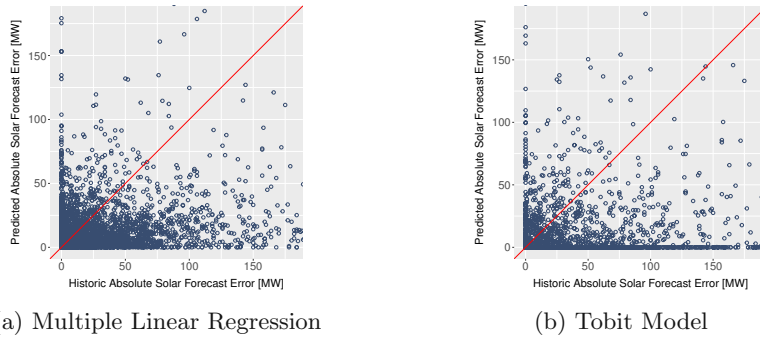 Predicted Absolute Solar Forecast Error [MW]
150
100
50
0
0 50 100 150
Historic Absolute Solar Forecast Error [MW]
a) Multiple Linear Regression
Predicted Absolute Solar Forecast Error [MW]
150
100
50
0
0 50 100 150
Historic Absolute Solar Forecast Error [MW]
(b) Tobit Model